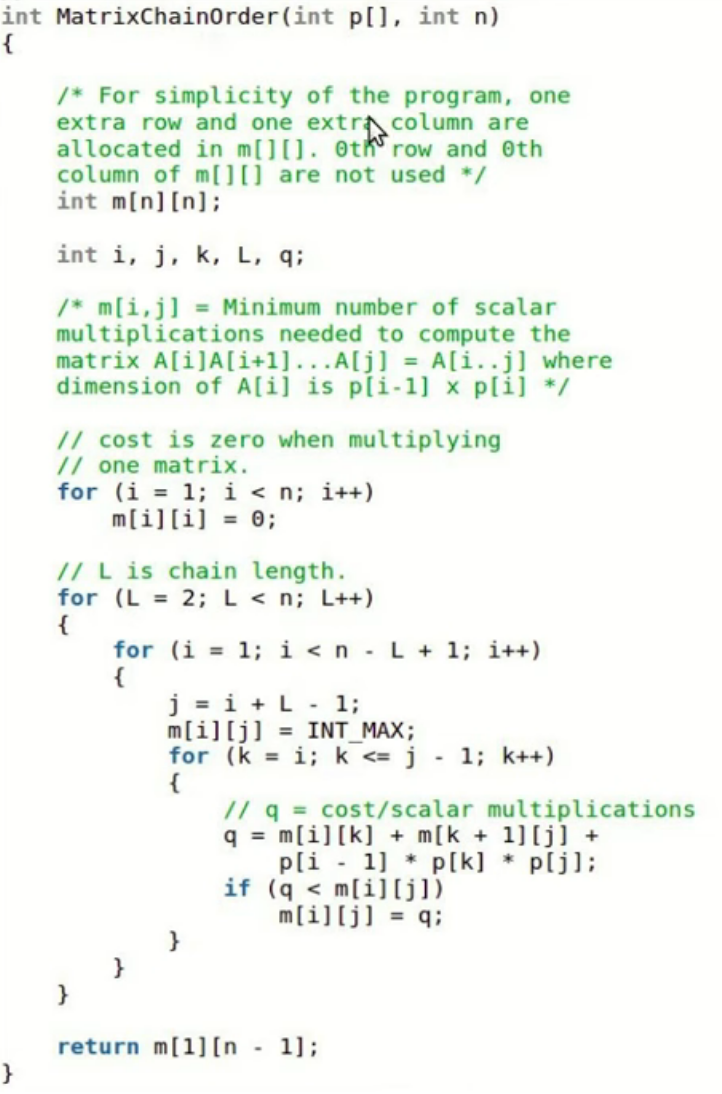 int MatrixChainOrder(int p[], int n)
{
/* For simplicity of the program, one
extra row and one extra column are
allocated in m[][]. 0th row and 0th
column of m[][] are not used */
int m[n][n];
int i, j, k, L, q;
/* m[i,j] = Minimum number of scalar
multiplications needed to compute the
matrix A[i]A[i+1]...A[j] = A[i..j] where
dimension of A[i] is p[i-1] x p[i] */
// cost is zero when multiplying
// one matrix.
for (i = 1; i < n; i++)
m[i][i] = 0;
// L is chain length.
for (L = 2; L < n; L++)
{
for (i = 1; i < n - L + 1; i++)
{
j = i + L - 1;
m[i][j] = INT_MAX;
for (k = i; k <= j - 1; k++)
{
// q = cost/scalar multiplications
q = m[i][k] + m[k + 1][j] +
p[i - 1] * p[k] * p[j];
if (q < m[i][j])
m[i][j] = q;
}
}
}
return m[1][n - 1];
}